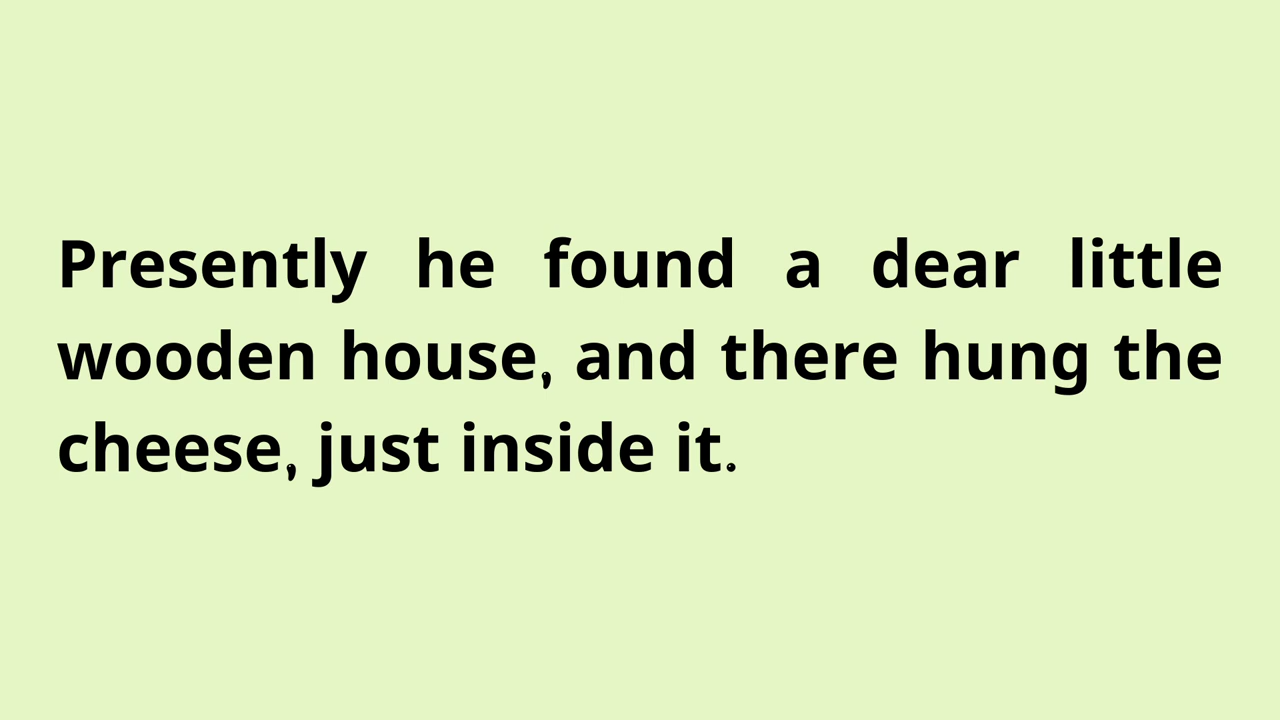 Presently he found a dear little
wooden house, and there hung the
cheese, just inside it.